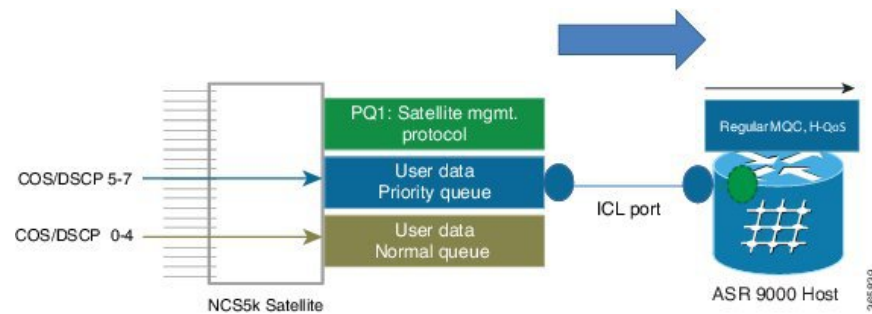 PQ1: Satellite mgmt.
protocol
Regular MQC, H-QoS
COS/DSCP 5-7
User data
Priority queue
ICL port
COS/DSCP 0-4
User data
Normal queue
NCS5k Satellite
ASR 9000 Host